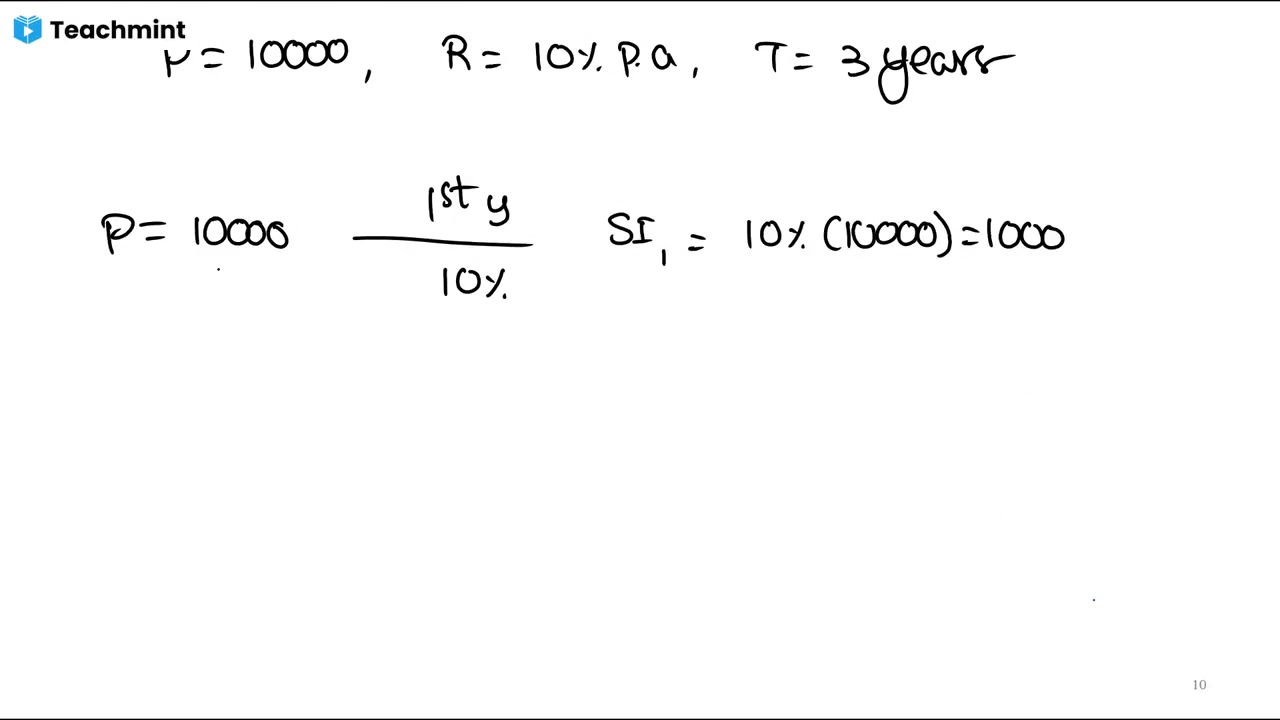 Teachmint
P = 10000, R = 10% p.a, T = 3 years
1st y
P = 10000 SI1 = 10% (10000) = 1000
10%
10